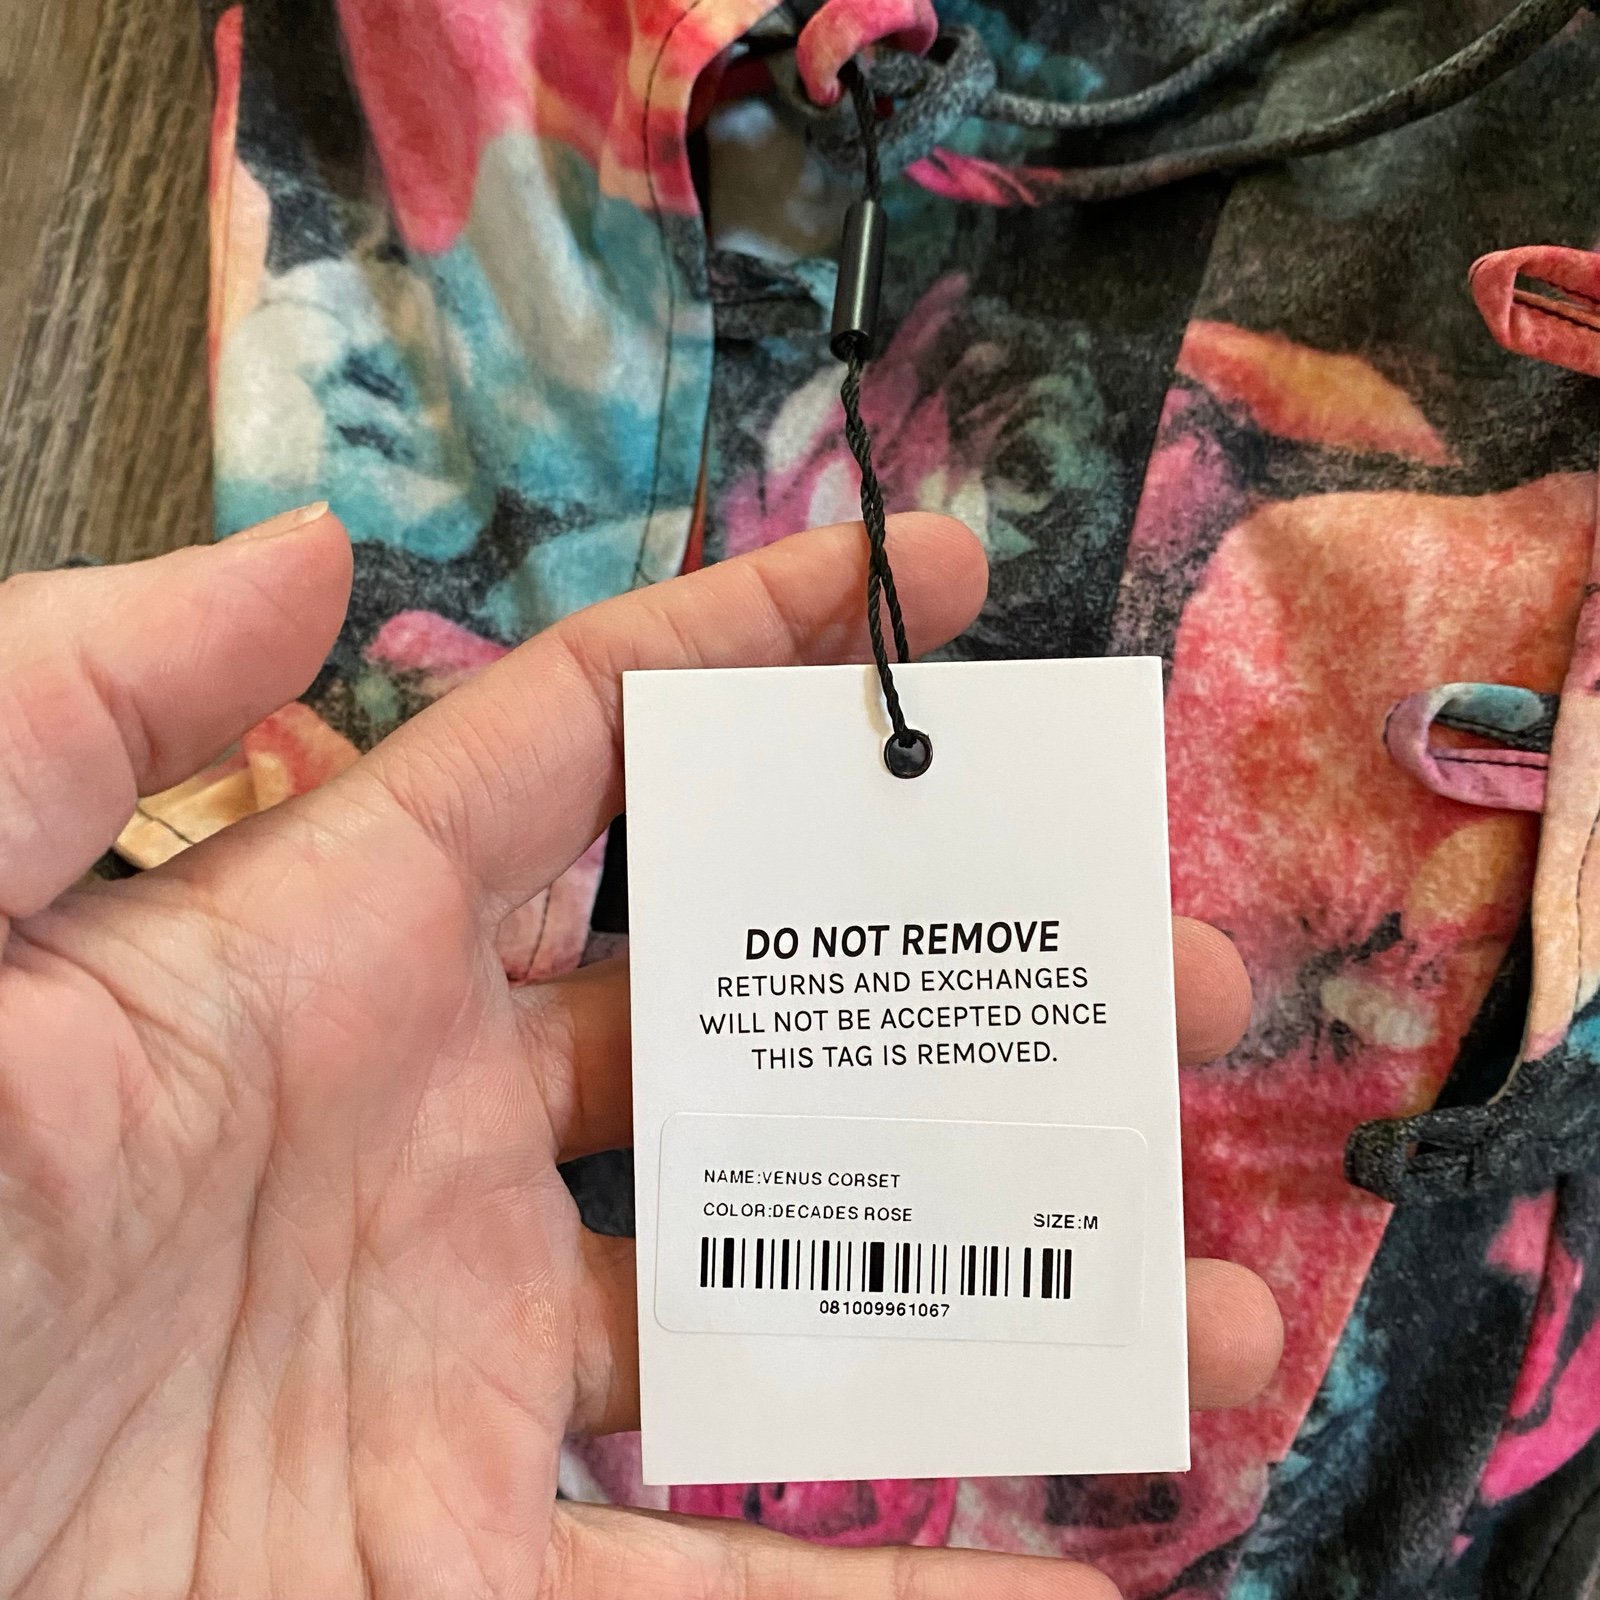 DO NOT REMOVE
RETURNS AND EXCHANGES
WILL NOT BE ACCEPTED ONCE
THIS TAG IS REMOVED.
NAME:VENUS CORSET
COLOR:DECADES ROSE
SIZE:M
081009961067